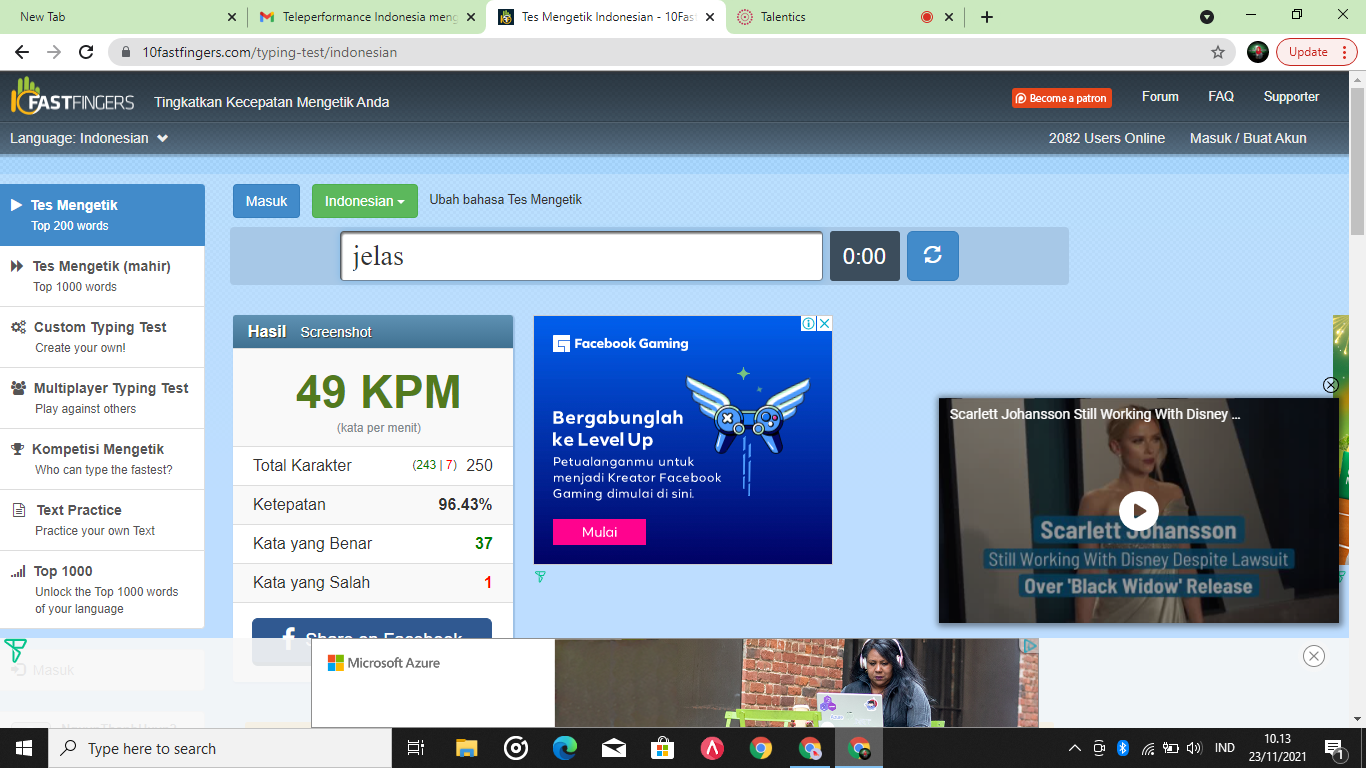 New Tab
Teleperformance Indonesia meng
Tes Mengetik Indonesian - 10Fas
Talentics
10fastfingers.com/typing-test/indonesian
Update
10FASTFINGERS
Tingkatkan Kecepatan Mengetik Anda
Become a patron
Forum
FAQ
Supporter
Language: Indonesian
2082 Users Online
Masuk / Buat Akun
Tes Mengetik
Top 200 words
Tes Mengetik (mahir)
Top 1000 words
Custom Typing Test
Create your own!
Multiplayer Typing Test
Play against others
Kompetisi Mengetik
Who can type the fastest?
Text Practice
Practice your own Text
Top 1000
Unlock the Top 1000 words
of your language
Masuk
Masuk
Indonesian
Ubah bahasa Tes Mengetik
jelas
0:00
Hasil Screenshot
49 KPM
(kata per menit)
Total Karakter (243 | 7) 250
Ketepatan 96.43%
Kata yang Benar 37
Kata yang Salah 1
Share on Facebook
Facebook Gaming
Bergabunglah
ke Level Up
Petualanganmu untuk
menjadi Kreator Facebook
Gaming dimulai di sini.
Mulai
Scarlett Johansson Still Working With Disney ...
Scarlett Johansson
Still Working With Disney Despite Lawsuit
Over 'Black Widow' Release
Microsoft Azure
Type here to search
IND
10.13
23/11/2021
1